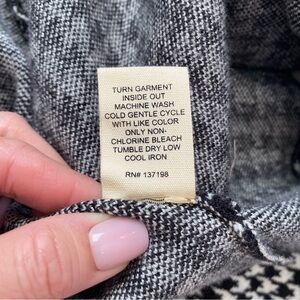 TURN GARMENT
INSIDE OUT
MACHINE WASH
COLD GENTLE CYCLE
WITH LIKE COLOR
ONLY NON-
CHLORINE BLEACH
TUMBLE DRY LOW
COOL IRON
RN# 137198